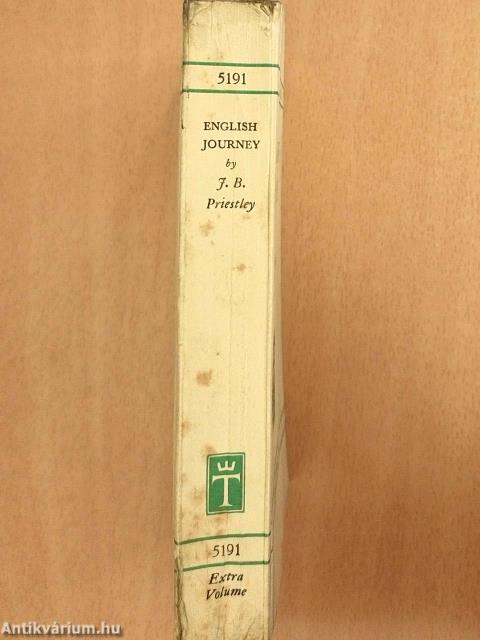 5191
ENGLISH
JOURNEY
by
J. B.
Priestley
T
5191
Extra
Volume
Antikvárium.hu